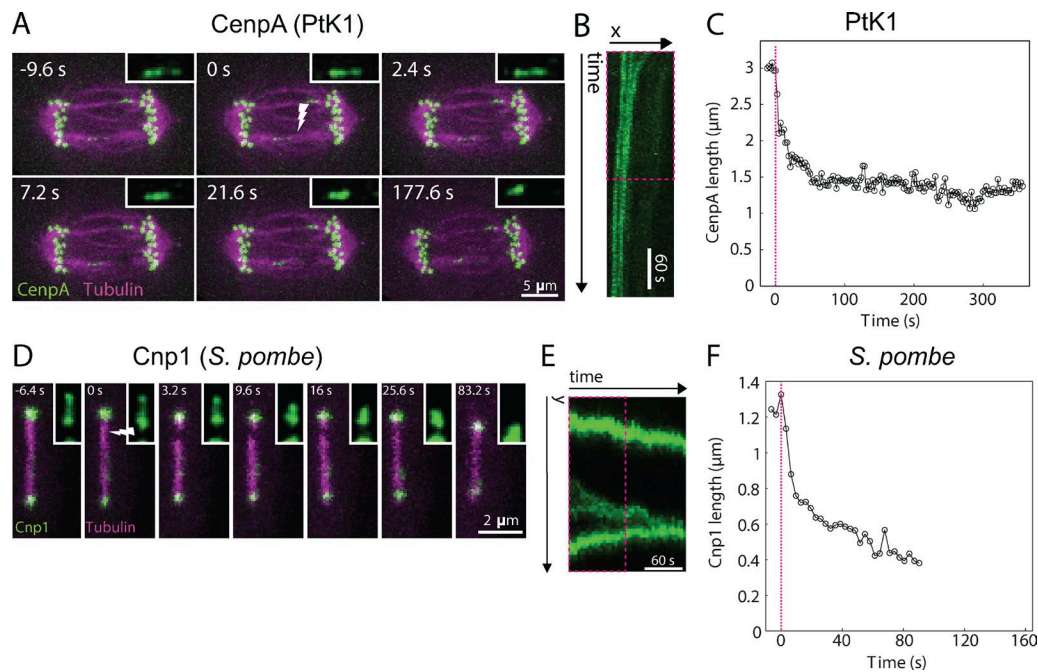 A
CenpA (PtK1)
-9.6 s
0 s
2.4 s
7.2 s
21.6 s
177.6 s
CenpA Tubulin
5 µm
B
x
time
60 s
C
PtK1
CenpA length (µm)
3
2.5
2
1.5
1
0.5
0
0
100
200
300
Time (s)
D
Cnp1 (S. pombe)
-6.4 s
0 s
3.2 s
9.6 s
16 s
25.6 s
83.2 s
Cnp1
Tubulin
2 µm
E
time
y
60 s
F
S. pombe
Cnp1 length (µm)
1.4
1.2
1
0.8
0.6
0.4
0.2
0
0
40
80
120
160
Time (s)